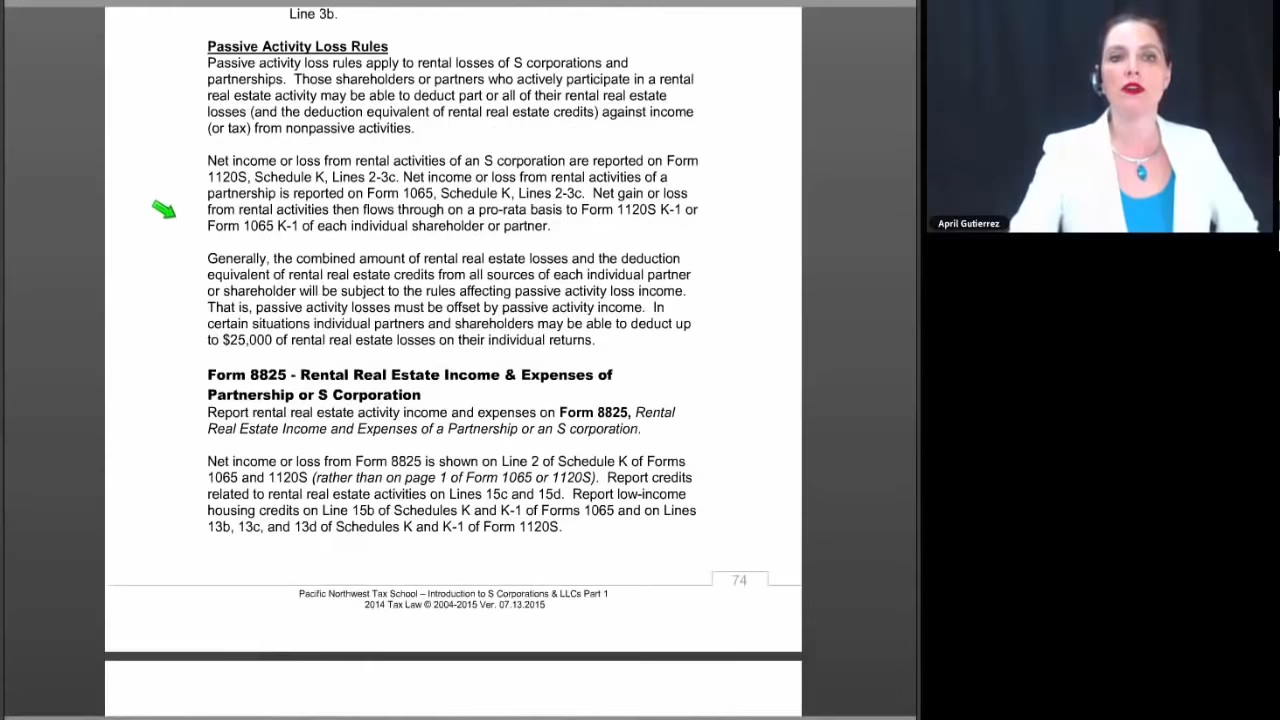 Line 3b.
Passive Activity Loss Rules
Passive activity loss rules apply to rental losses of S corporations and
partnerships. Those shareholders or partners who actively participate in a rental
real estate activity may be able to deduct part or all of their rental real estate
losses (and the deduction equivalent of rental real estate credits) against income
(or tax) from nonpassive activities.
Net income or loss from rental activities of an S corporation are reported on Form
1120S, Schedule K, Lines 2-3c. Net income or loss from rental activities of a
partnership is reported on Form 1065, Schedule K, Lines 2-3c. Net gain or loss
from rental activities then flows through on a pro-rata basis to Form 1120S K-1 or
Form 1065 K-1 of each individual shareholder or partner.
Generally, the combined amount of rental real estate losses and the deduction
equivalent of rental real estate credits from all sources of each individual partner
or shareholder will be subject to the rules affecting passive activity loss income.
That is, passive activity losses must be offset by passive activity income. In
certain situations individual partners and shareholders may be able to deduct up
to $25,000 of rental real estate losses on their individual returns.
Form 8825 - Rental Real Estate Income & Expenses of
Partnership or S Corporation
Report rental real estate activity income and expenses on Form 8825, Rental
Real Estate Income and Expenses of a Partnership or an S corporation.
Net income or loss from Form 8825 is shown on Line 2 of Schedule K of Forms
1065 and 1120S (rather than on page 1 of Form 1065 or 1120S). Report credits
related to rental real estate activities on Lines 15c and 15d. Report low-income
housing credits on Line 15b of Schedules K and K-1 of Forms 1065 and on Lines
13b, 13c, and 13d of Schedules K and K-1 of Form 1120S.
74
Pacific Northwest Tax School – Introduction to S Corporations & LLCs Part 1
2014 Tax Law © 2004-2015 Ver. 07.13.2015
April Gutierrez